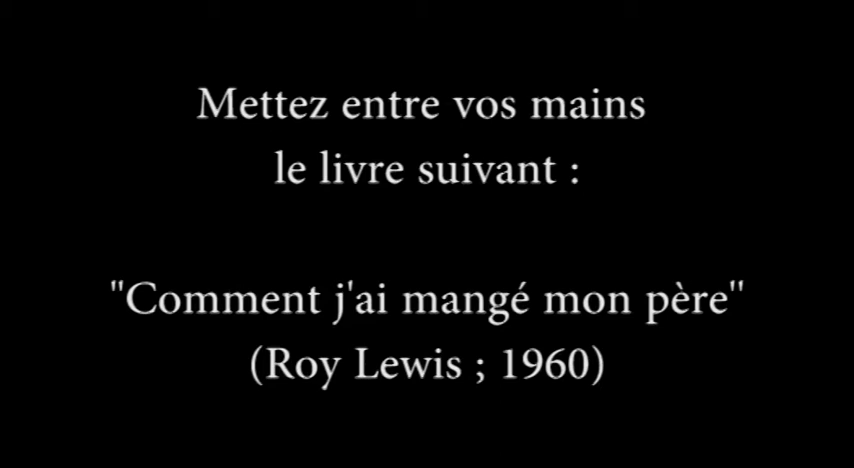 Mettez entre vos mains
le livre suivant :
"Comment j'ai mangé mon père"
(Roy Lewis ; 1960)